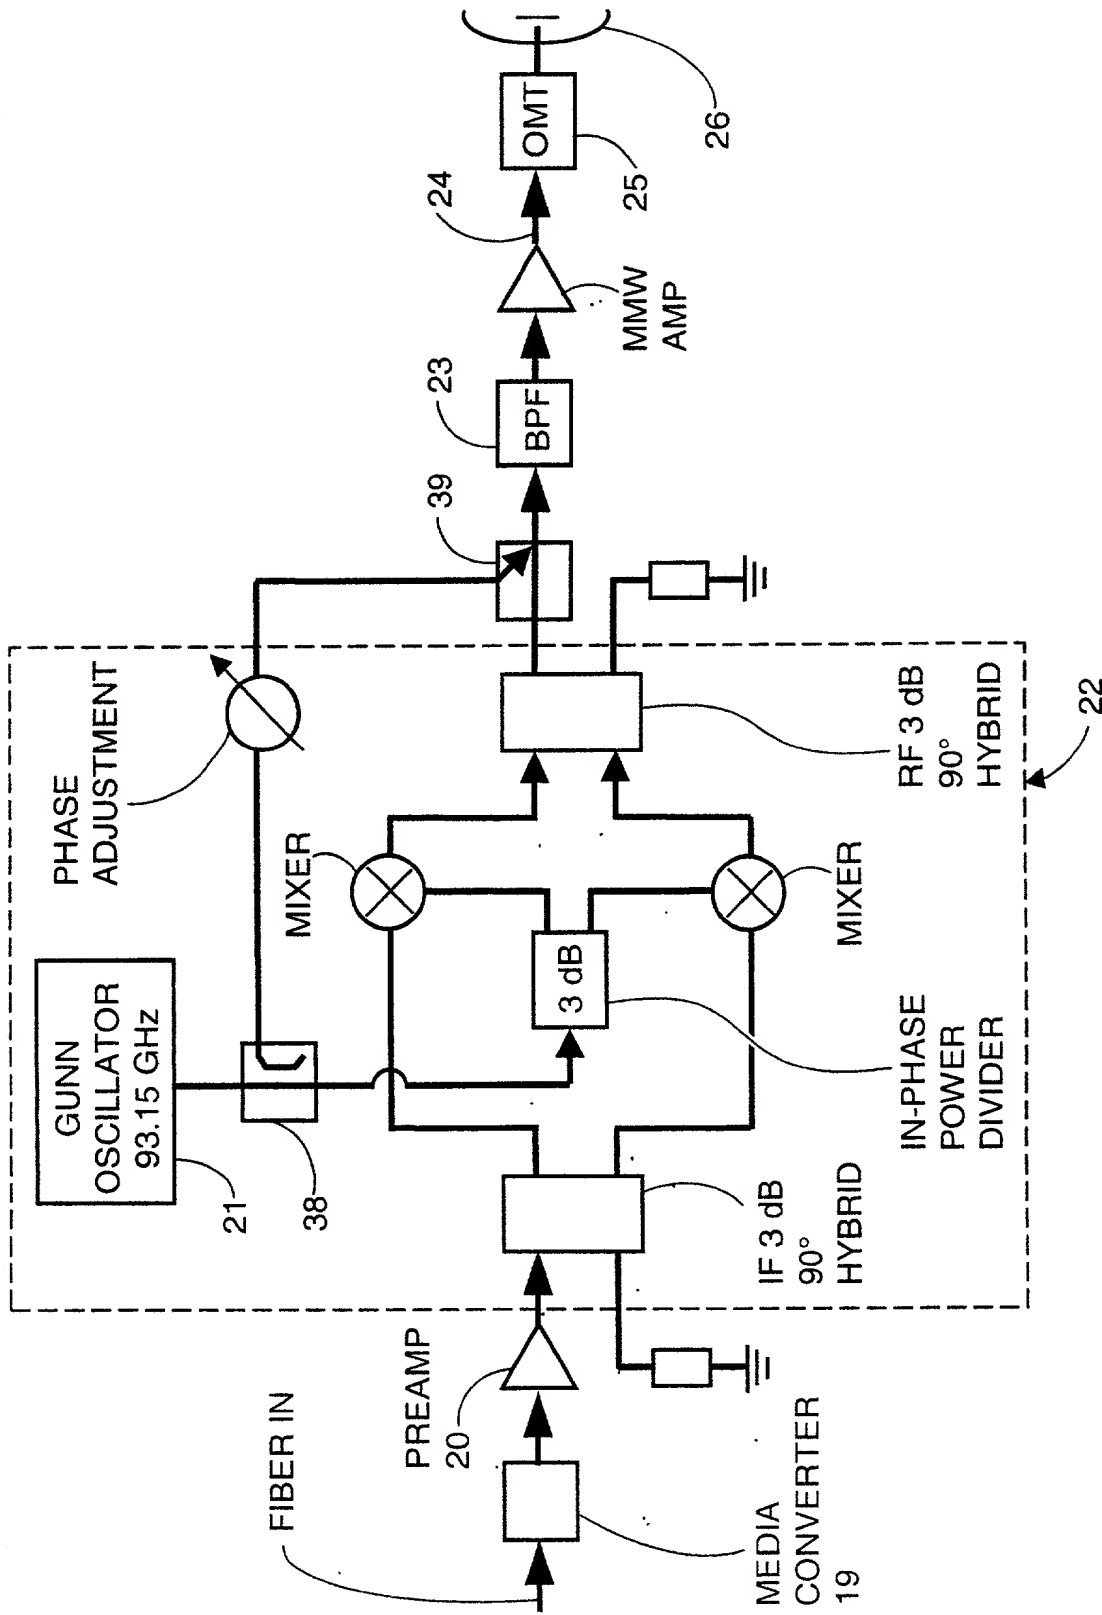 FIBER IN
MEDIA
CONVERTER
19
PREAMP
20
GUNN
OSCILLATOR
93.15 GHz
21
38
IF 3 dB
90°
HYBRID
3 dB
IN-PHASE
POWER
DIVIDER
MIXER
MIXER
PHASE
ADJUSTMENT
RF 3 dB
90°
HYBRID
22
39
BPF
23
MMW
AMP
24
OMT
25
26